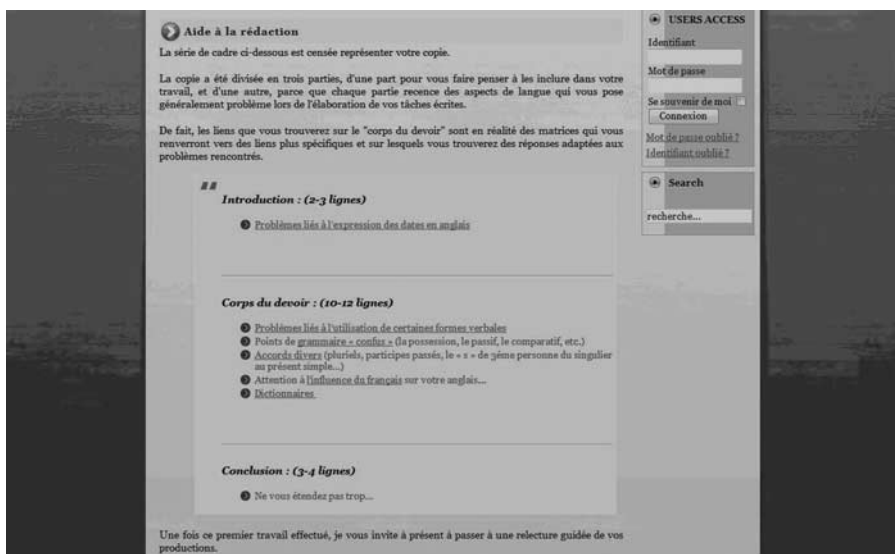 Aide à la rédaction
La série de cadre ci-dessous est censée représenter votre copie.
La copie a été divisée en trois parties, d'une part pour vous faire penser à les inclure dans votre
travail, et d'une autre, parce que chaque partie recence des aspects de langue qui vous pose
généralement problème lors de l'élaboration de vos tâches écrites.
De fait, les liens que vous trouverez sur le "corps du devoir" sont en réalité des matrices qui vous
renverront vers des liens plus spécifiques et sur lesquels vous trouverez des réponses adaptées aux
problèmes rencontrés.
Introduction : (2-3 lignes)
Problèmes liés à l'expression des dates en anglais
Corps du devoir : (10-12 lignes)
Problèmes liés à l'utilisation de certaines formes verbales
Points de grammaire « confus » (la possession, le passif, le comparatif, etc.)
Accords divers (pluriels, participes passés, le « s » de 3ème personne du singulier
au présent simple...)
Attention à l'influence du français sur votre anglais...
Dictionnaires
Conclusion : (3-4 lignes)
Ne vous étendez pas trop...
Une fois ce premier travail effectué, je vous invite à présent à passer à une relecture guidée de vos
productions.
USERS ACCESS
Identifiant
Mot de passe
Se souvenir de moi
Connexion
Mot de passe oublié ?
Identifiant oublié ?
Search
recherche...